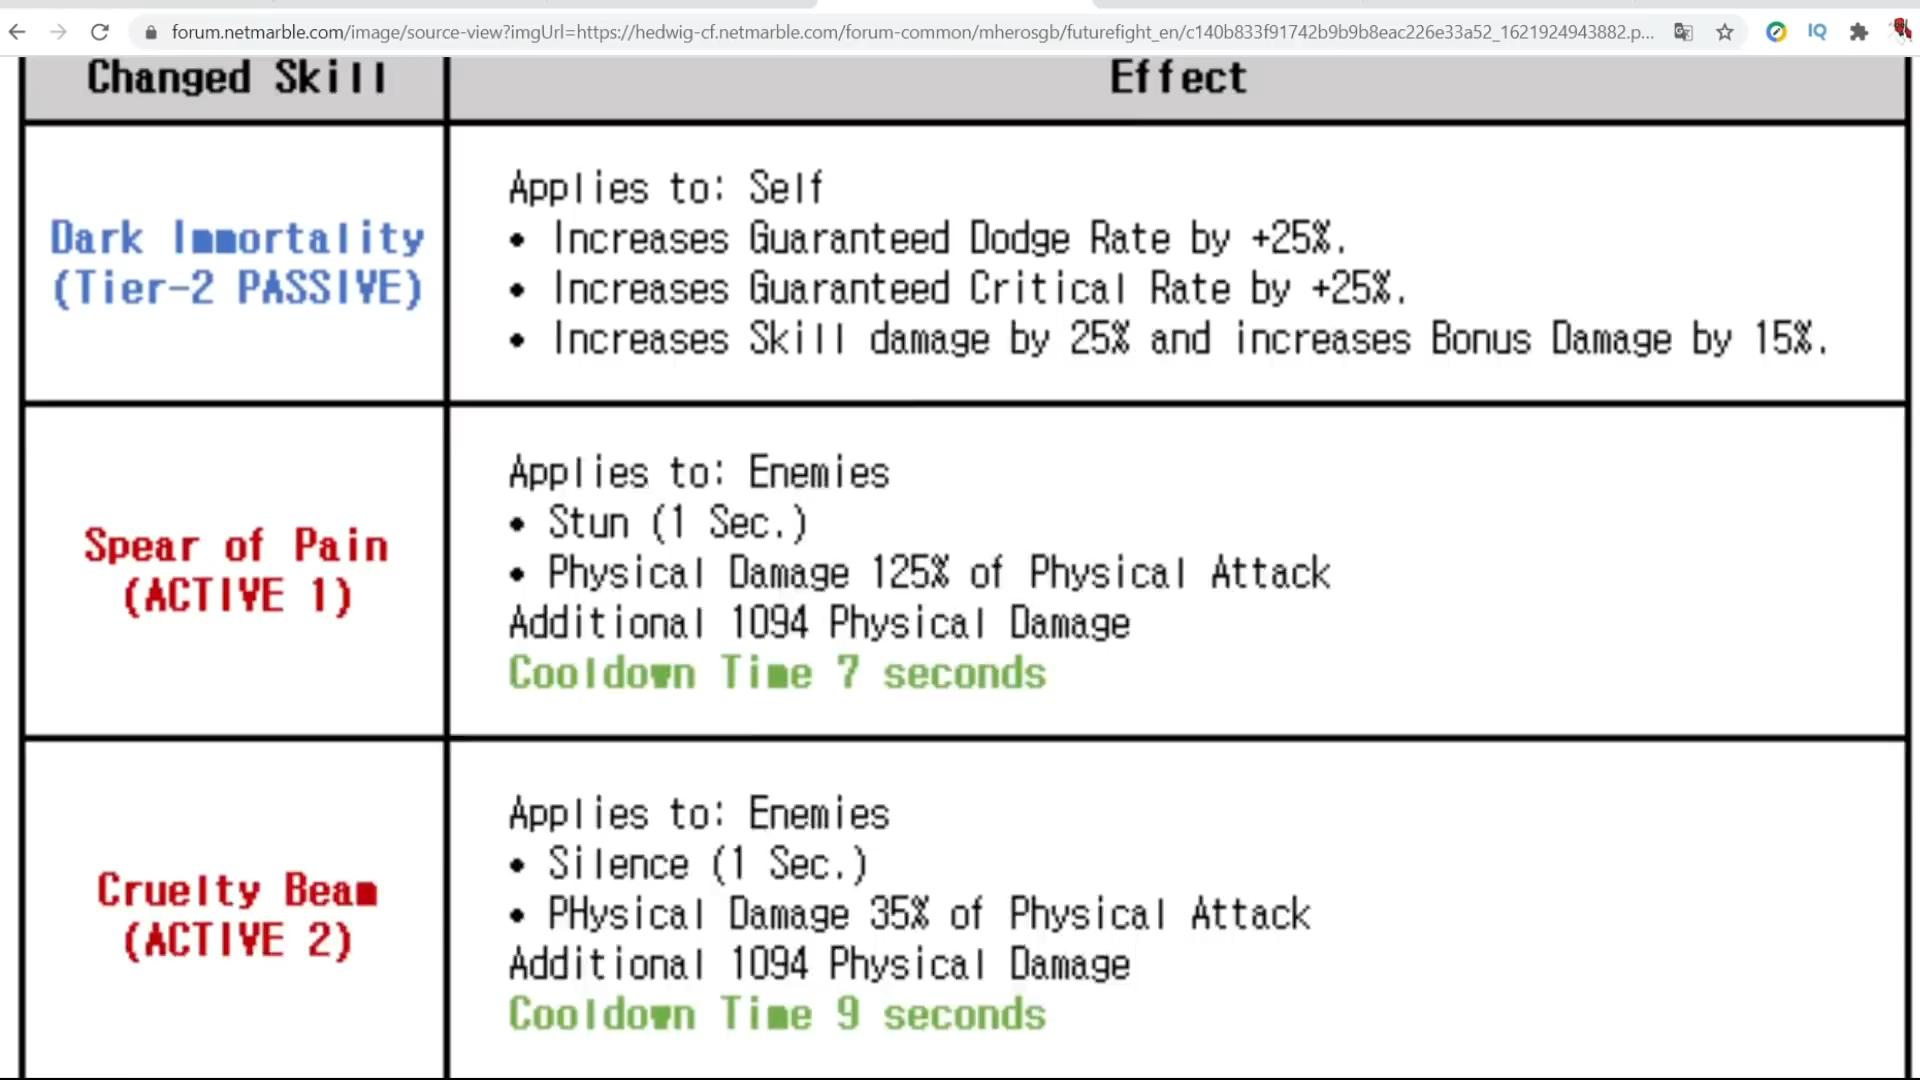 forum.netmarble.com/image/source-view?imgUrl=https://hedwig-cf.netmarble.com/forum-common/mherosgb/futurefight_en/c140b833f91742b9b9b8eac226e33a52_1621924943882.p...
IQ
Changed Skill
Effect
Dark Immortality
(Tier-2 PASSIVE)
Applies to: Self
• Increases Guaranteed Dodge Rate by +25%.
• Increases Guaranteed Critical Rate by +25%.
• Increases Skill damage by 25% and increases Bonus Damage by 15%.
Spear of Pain
(ACTIVE 1)
Applies to: Enemies
• Stun (1 Sec.)
• Physical Damage 125% of Physical Attack
Additional 1094 Physical Damage
Cooldown Time 7 seconds
Cruelty Beam
(ACTIVE 2)
Applies to: Enemies
• Silence (1 Sec.)
• PHysical Damage 35% of Physical Attack
Additional 1094 Physical Damage
Cooldown Time 9 seconds